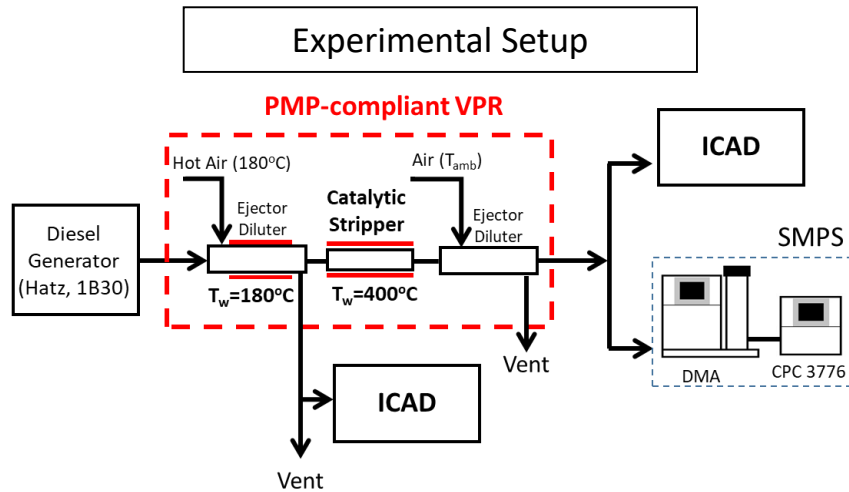 Experimental Setup
PMP-compliant VPR
Hot Air (180°C)
Air (Tamb)
Ejector
Diluter
Catalytic
Stripper
Ejector
Diluter
ICAD
Diesel
Generator
(Hatz, 1B30)
Tw=180°C
Tw=400°C
SMPS
Vent
DMA
CPC 3776
ICAD
Vent